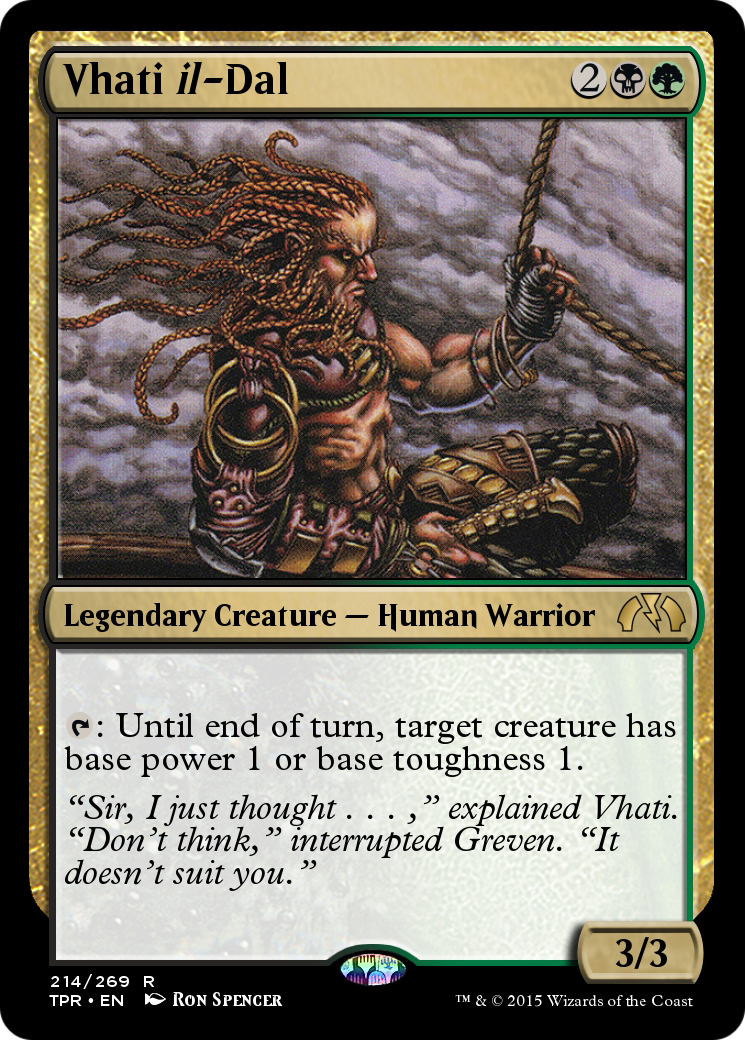 Vhati il-Dal 2
Legendary Creature — Human Warrior
: Until end of turn, target creature has
base power 1 or base toughness 1.
“Sir, I just thought . . . ,” explained Vhati.
“Don’t think,” interrupted Greven. “It
doesn’t suit you.”
3/3
214/269 R
TPR • EN Ron Spencer
™ & © 2015 Wizards of the Coast